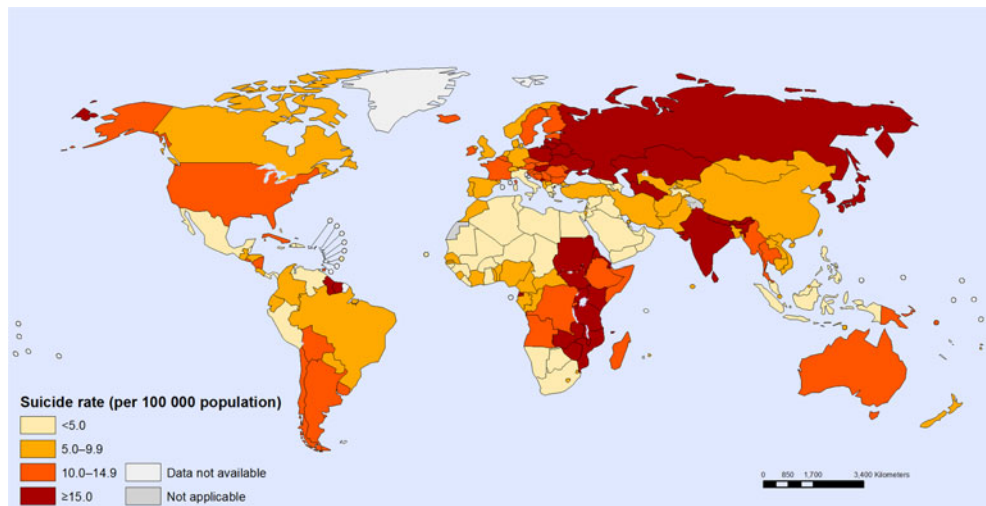 Suicide rate (per 100 000 population)
<5.0
5.0–9.9
10.0–14.9
≥15.0
Data not available
Not applicable
0 850 1,700 3,400 Kilometers